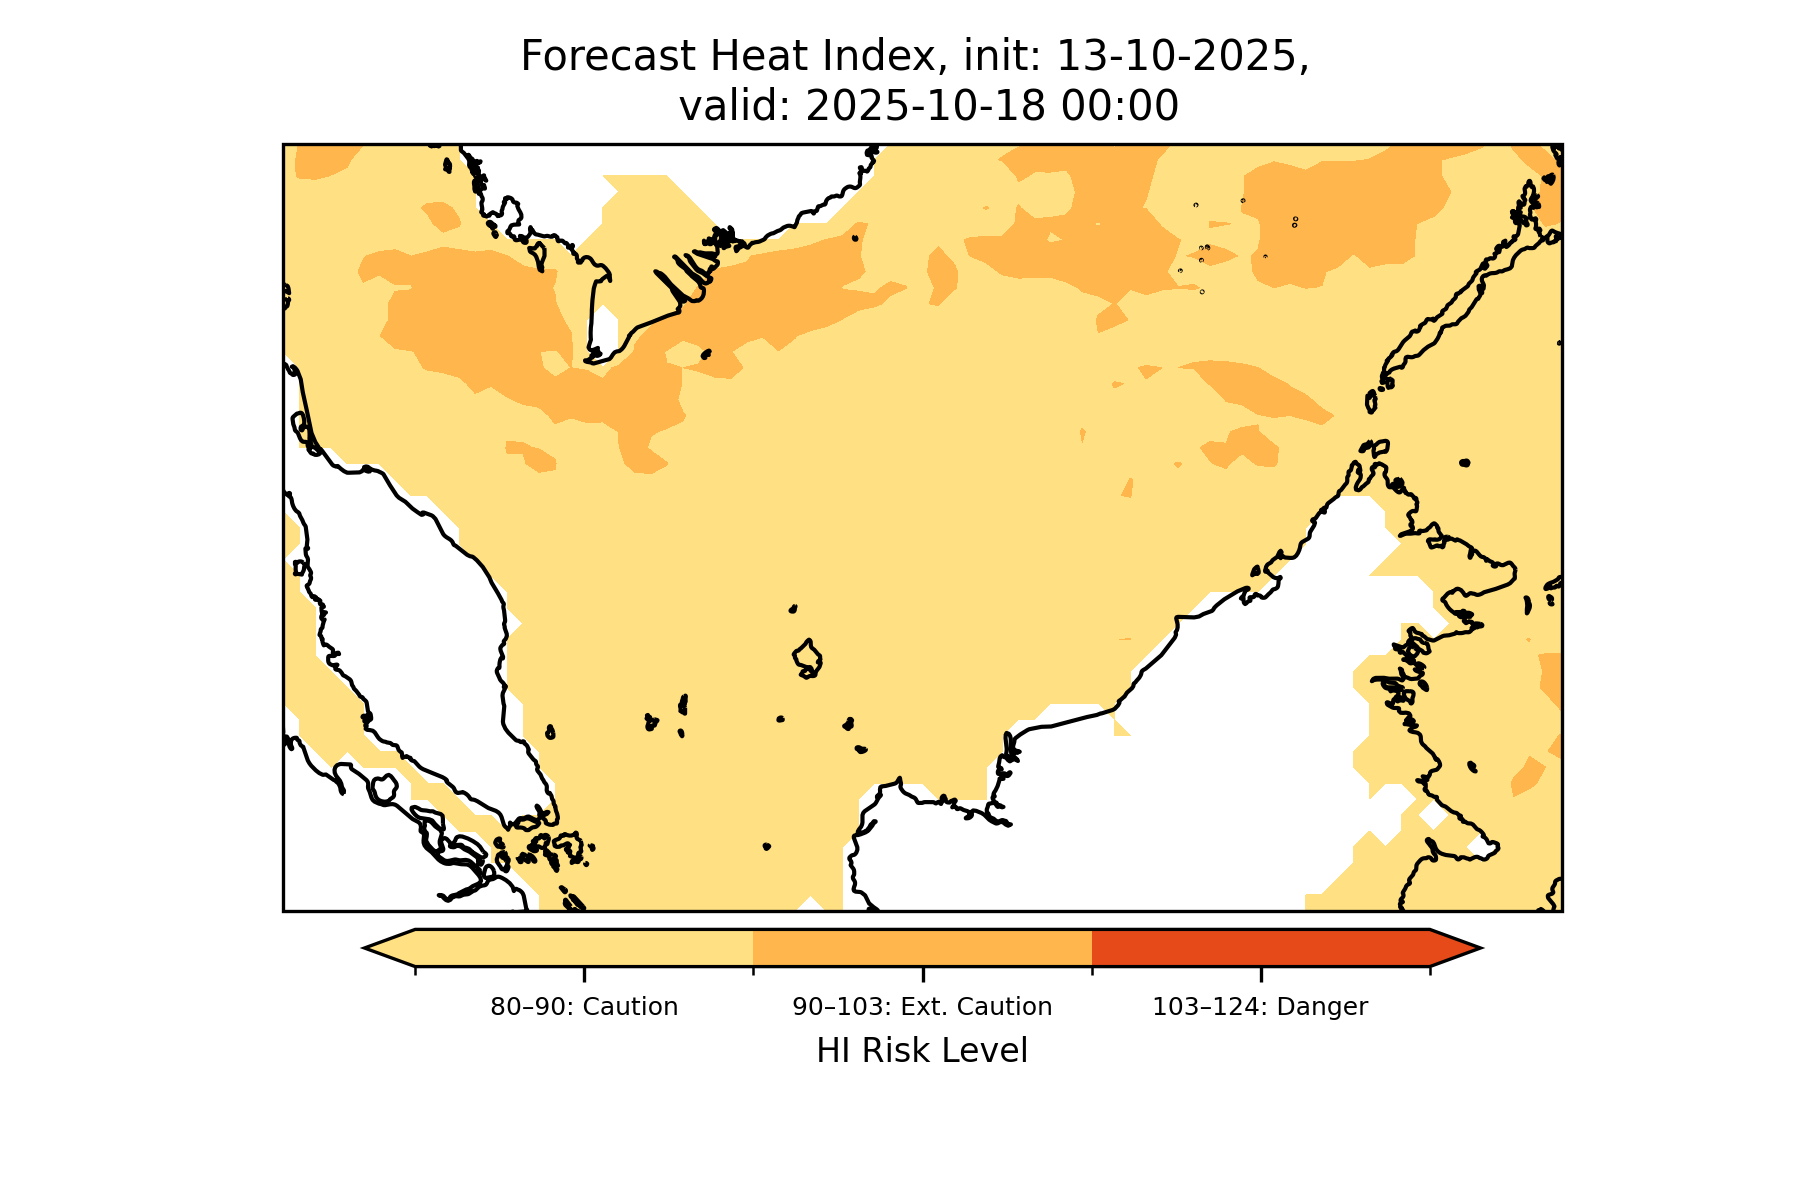 Forecast Heat Index, init: 13-10-2025,
valid: 2025-10-18 00:00
80–90: Caution
90–103: Ext. Caution
103–124: Danger
HI Risk Level